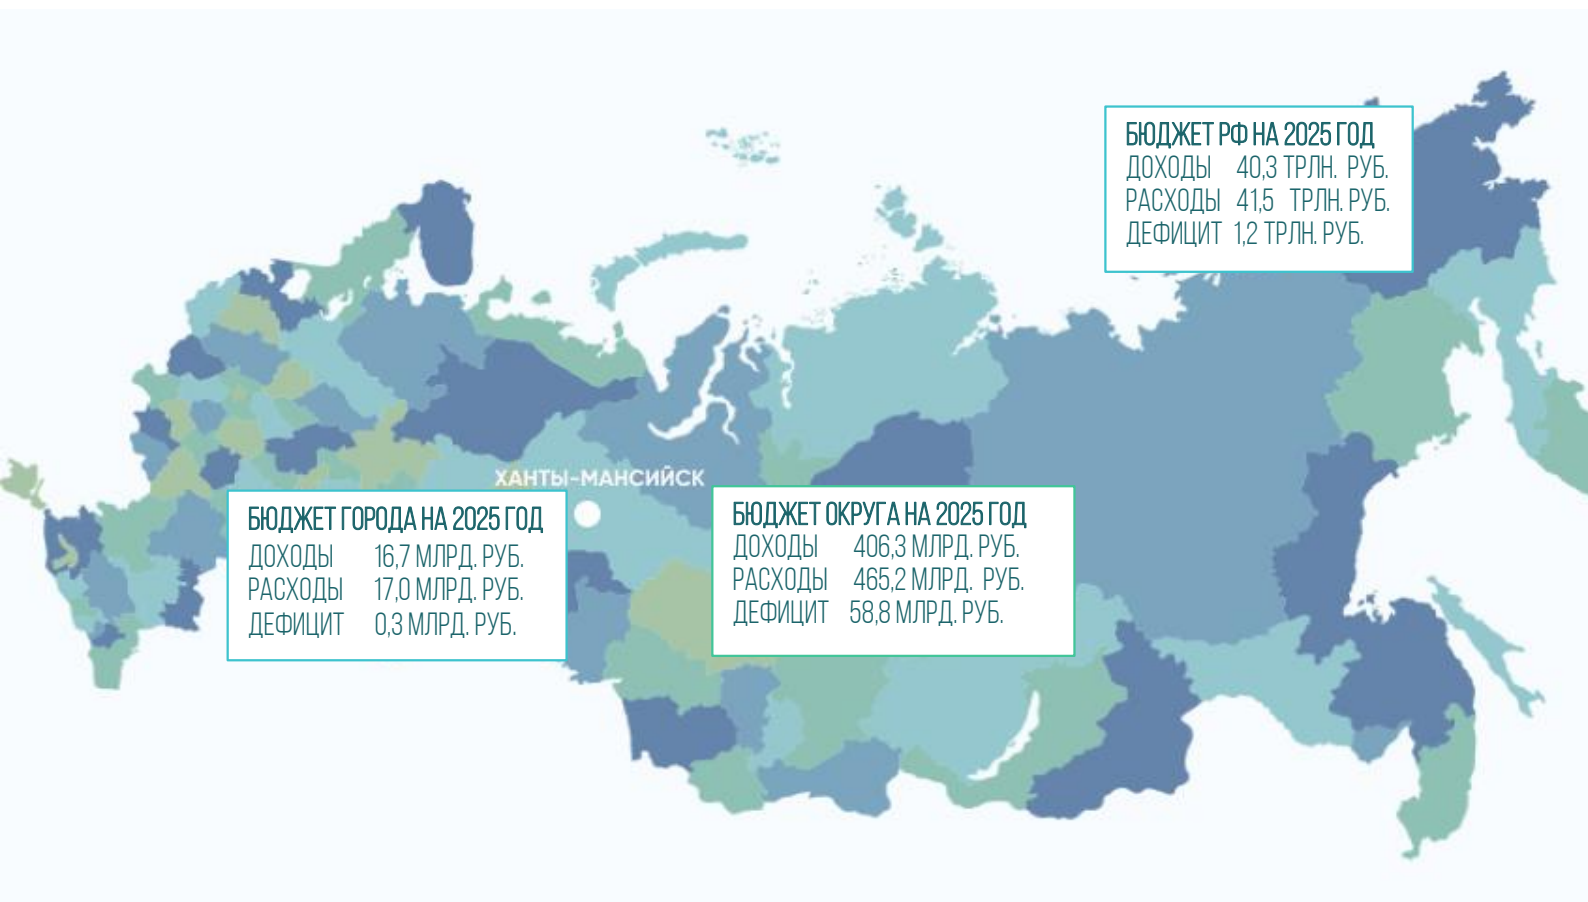 БЮДЖЕТ РФ НА 2025 ГОД
ДОХОДЫ 40,3 ТРЛН. РУБ.
РАСХОДЫ 41,5 ТРЛН. РУБ.
ДЕФИЦИТ 1,2 ТРЛН. РУБ.
ХАНТЫ-МАНСИЙСК
БЮДЖЕТ ГОРОДА НА 2025 ГОД
ДОХОДЫ 16,7 МЛРД. РУБ.
РАСХОДЫ 17,0 МЛРД. РУБ.
ДЕФИЦИТ 0,3 МЛРД. РУБ.
БЮДЖЕТ ОКРУГА НА 2025 ГОД
ДОХОДЫ 406,3 МЛРД. РУБ.
РАСХОДЫ 465,2 МЛРД. РУБ.
ДЕФИЦИТ 58,8 МЛРД. РУБ.